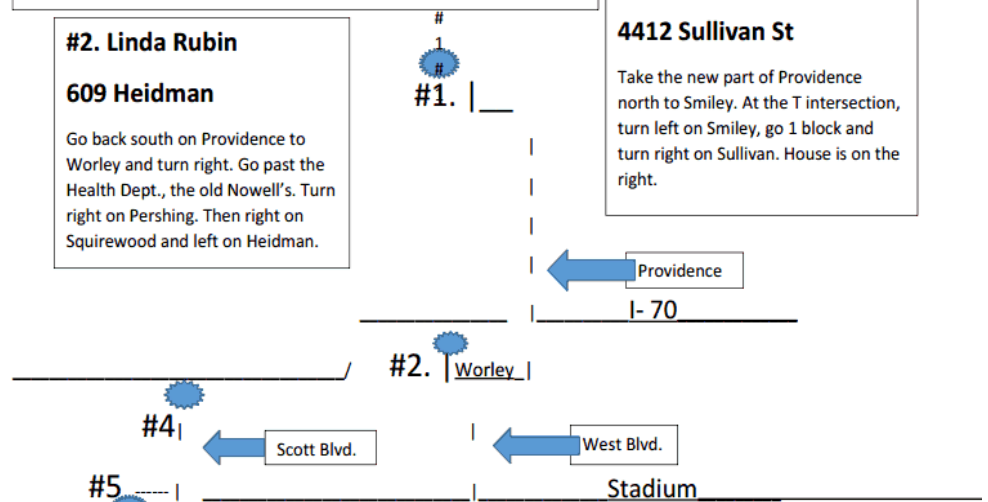 #2. Linda Rubin
609 Heidman
Go back south on Providence to
Worley and turn right. Go past the
Health Dept., the old Nowell's. Turn
right on Pershing. Then right on
Squirewood and left on Heidman.
#
1
#
#1. |__
4412 Sullivan St
Take the new part of Providence
north to Smiley. At the T intersection,
turn left on Smiley, go 1 block and
turn right on Sullivan. House is on the
right.
Providence
I- 70
#2.
Worley
#4
Scott Blvd.
West Blvd.
#5
Stadium